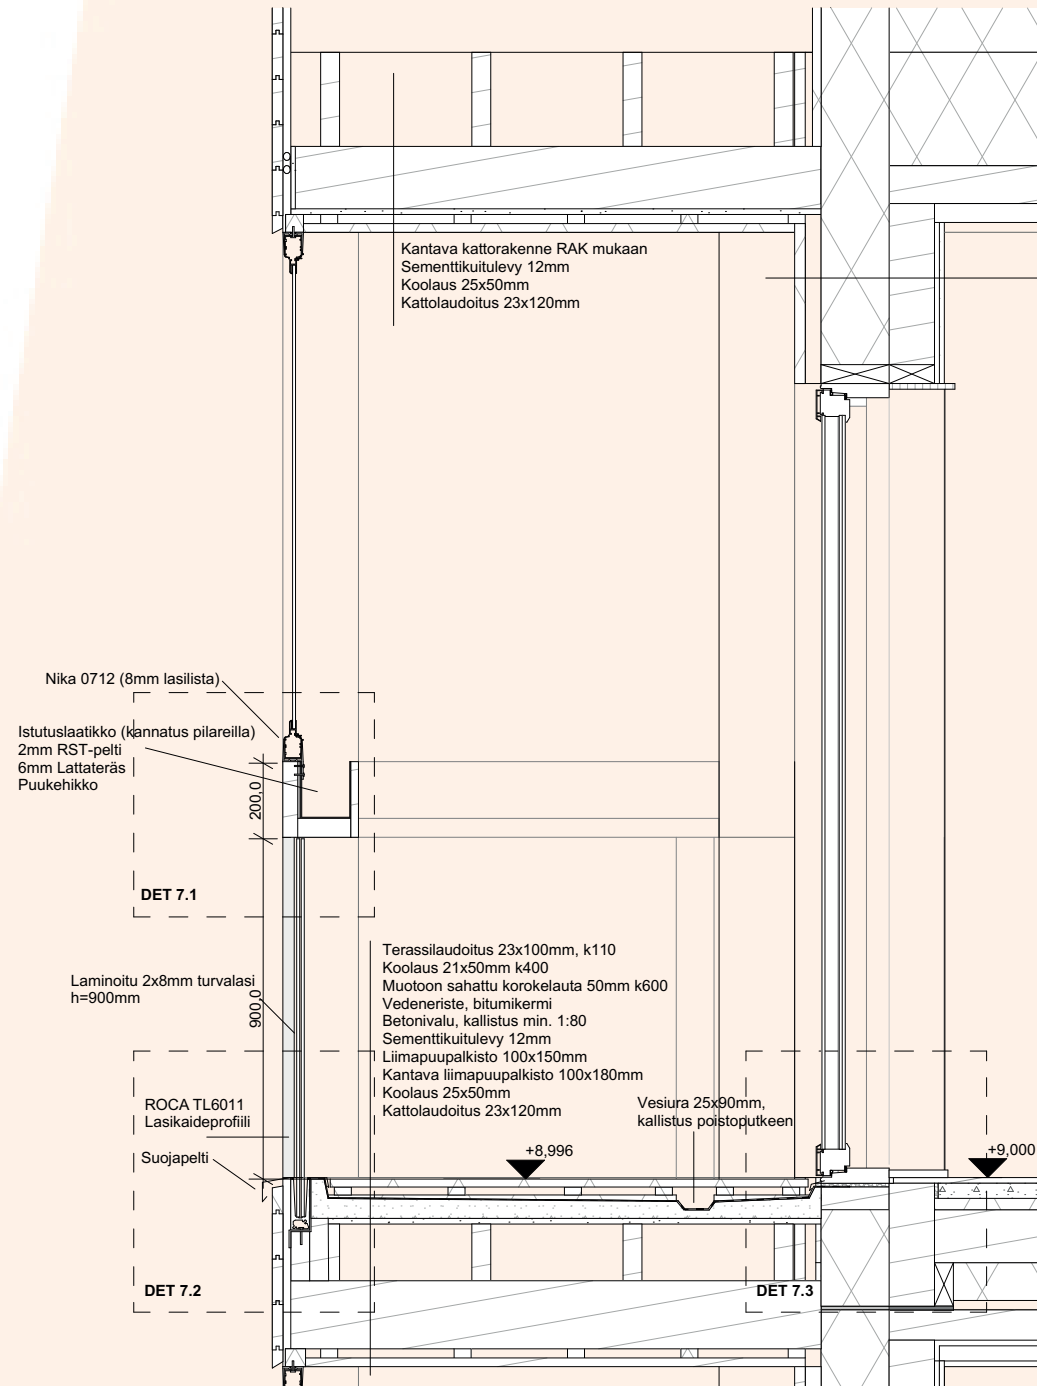 Kantava kattorakenne RAK mukaan
Sementtikuitulevy 12mm
Koolaus 25x50mm
Kattolaudoitus 23x120mm
Nika 0712 (8mm lasilista)
Istutuslaatikko (kannatus pilareilla)
2mm RST-pelti
6mm Lattateräs
Puukehikko
200,0
DET 7.1
Laminoitu 2x8mm turvalasi
h=900mm
900,0
Terassilaudoitus 23x100mm, k110
Koolaus 21x50mm k400
Muotoon sahattu korokelauta 50mm k600
Vedeneriste, bitumikermi
Betonivalu, kallistus min. 1:80
Sementtikuitulevy 12mm
Liimapuupalkisto 100x150mm
Kantava liimapuupalkisto 100x180mm
Koolaus 25x50mm
Kattolaudoitus 23x120mm
ROCA TL6011
Lasikaideprofiili
Suojapelti
Vesiura 25x90mm,
kallistus poistoputkeen
+8,996
+9,000
DET 7.2
DET 7.3